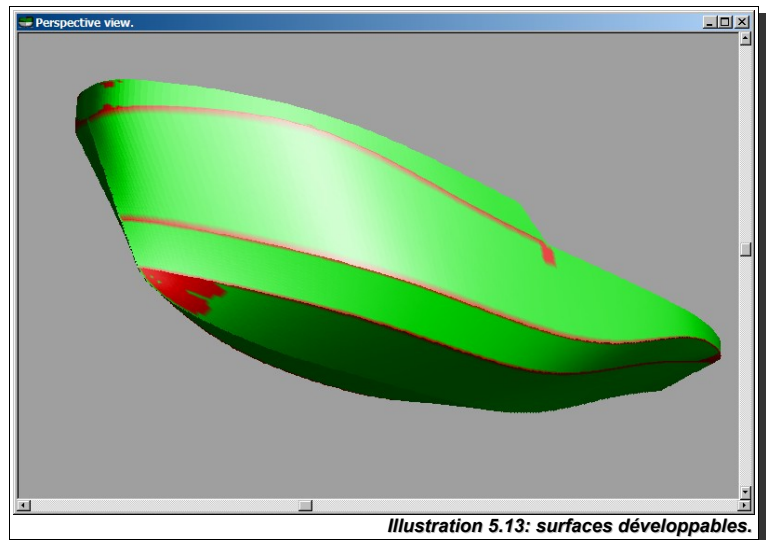 Perspective view.
Illustration 5.13: surfaces développables.